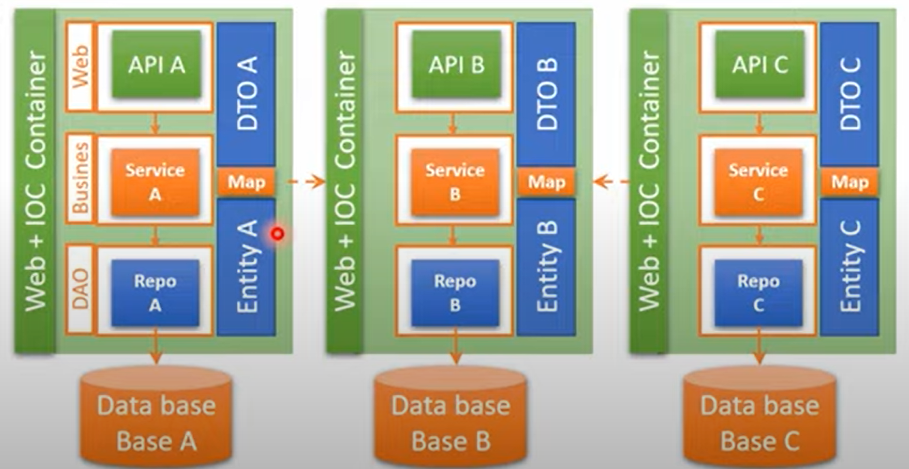 Web + IOC Container
Web
API A
DTO A
Busines
Service
A
Map
DAO
Repo
A
Entity A
Data base
Base A
Web + IOC Container
API B
DTO B
Service
B
Map
Repo
B
Entity B
Data base
Base B
Web + IOC Container
API C
DTO C
Service
C
Map
Repo
C
Entity C
Data base
Base C